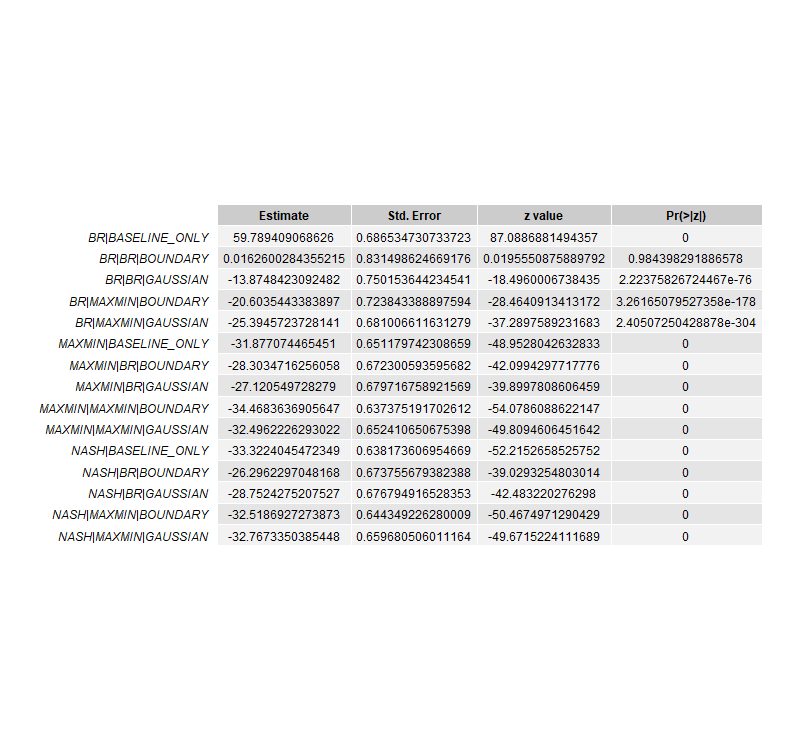 Estimate Std. Error z value Pr(>|z|)
BR|BASELINE_ONLY 59.789409068626 0.686534730733723 87.0886881494357 0
BR|BR|BOUNDARY 0.0162600284355215 0.831498624669176 0.0195550875889792 0.984398291886578
BR|BR|GAUSSIAN -13.8748423092482 0.750153644234541 -18.4960006738435 2.22375826724467e-76
BR|MAXMIN|BOUNDARY -20.6035443383897 0.723843388897594 -28.4640913413172 3.26165079527358e-178
BR|MAXMIN|GAUSSIAN -25.3945723728141 0.681006611631279 -37.2897589231683 2.40507250428878e-304
MAXMIN|BASELINE_ONLY -31.877074465451 0.651179742308659 -48.9528042632833 0
MAXMIN|BR|BOUNDARY -28.3034716256058 0.672300593595682 -42.0994297717776 0
MAXMIN|BR|GAUSSIAN -27.120549728279 0.679716758921569 -39.8997808606459 0
MAXMIN|MAXMIN|BOUNDARY -34.4683636905647 0.637375191702612 -54.0786088622147 0
MAXMIN|MAXMIN|GAUSSIAN -32.4962226293022 0.652410650675398 -49.8094606451642 0
NASH|BASELINE_ONLY -33.3224045472349 0.638173606954669 -52.2152658525752 0
NASH|BR|BOUNDARY -26.2962297048168 0.673755679382388 -39.0293254803014 0
NASH|BR|GAUSSIAN -28.7524275207527 0.676794916528353 -42.483220276298 0
NASH|MAXMIN|BOUNDARY -32.5186927273873 0.644349226280009 -50.4674971290429 0
NASH|MAXMIN|GAUSSIAN -32.7673350385448 0.659680506011164 -49.6715224111689 0